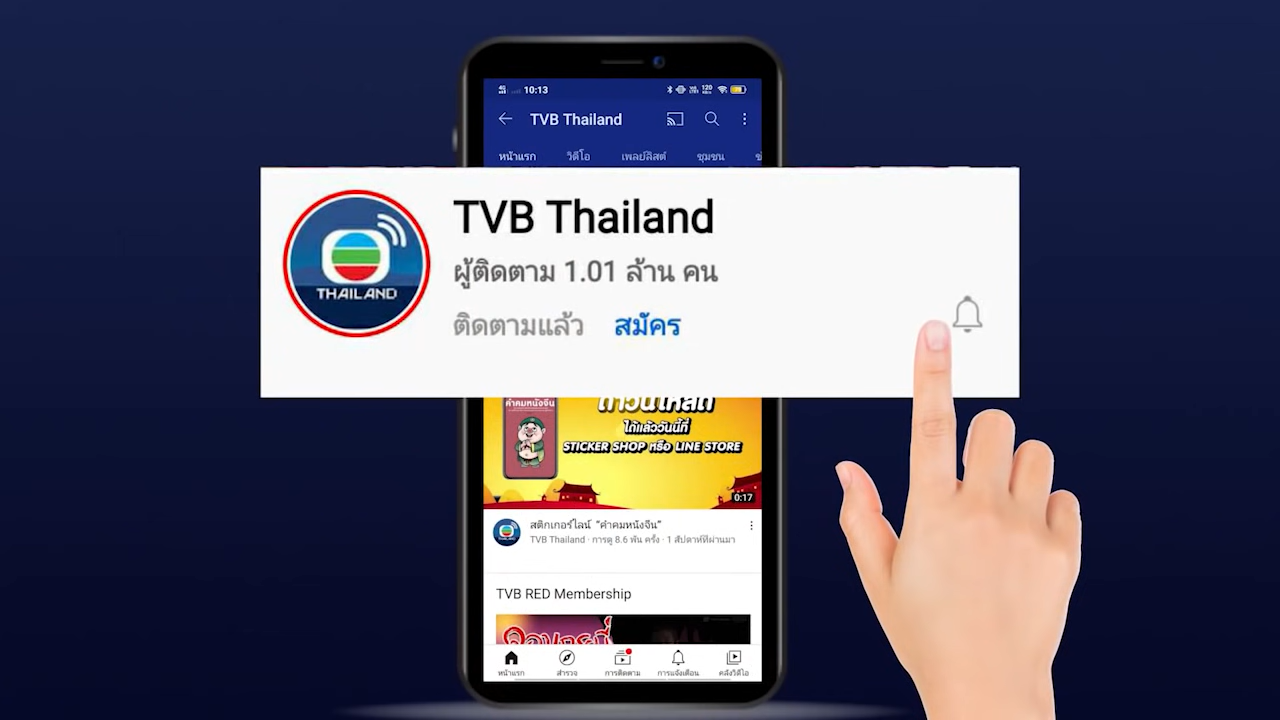 10:13
TVB Thailand
หน้าแรก วิดีโอ เพลย์ลิสต์ ชุมชน
THAILAND
TVB Thailand
ผู้ติดตาม 1.01 ล้าน คน
ติดตามแล้ว สมัคร
คำคมหนังจีน
ดาวน์โหลด
ได้แล้ววันนี้ที่
STICKER SHOP หรือ LINE STORE
0:17
สติกเกอร์ไลน์ "คำคมหนังจีน"
TVB Thailand · การดู 8.6 พัน ครั้ง · 1 สัปดาห์ที่ผ่านมา
TVB RED Membership
หน้าแรก สำรวจ การติดตาม การแจ้งเตือน คลังวิดีโอ